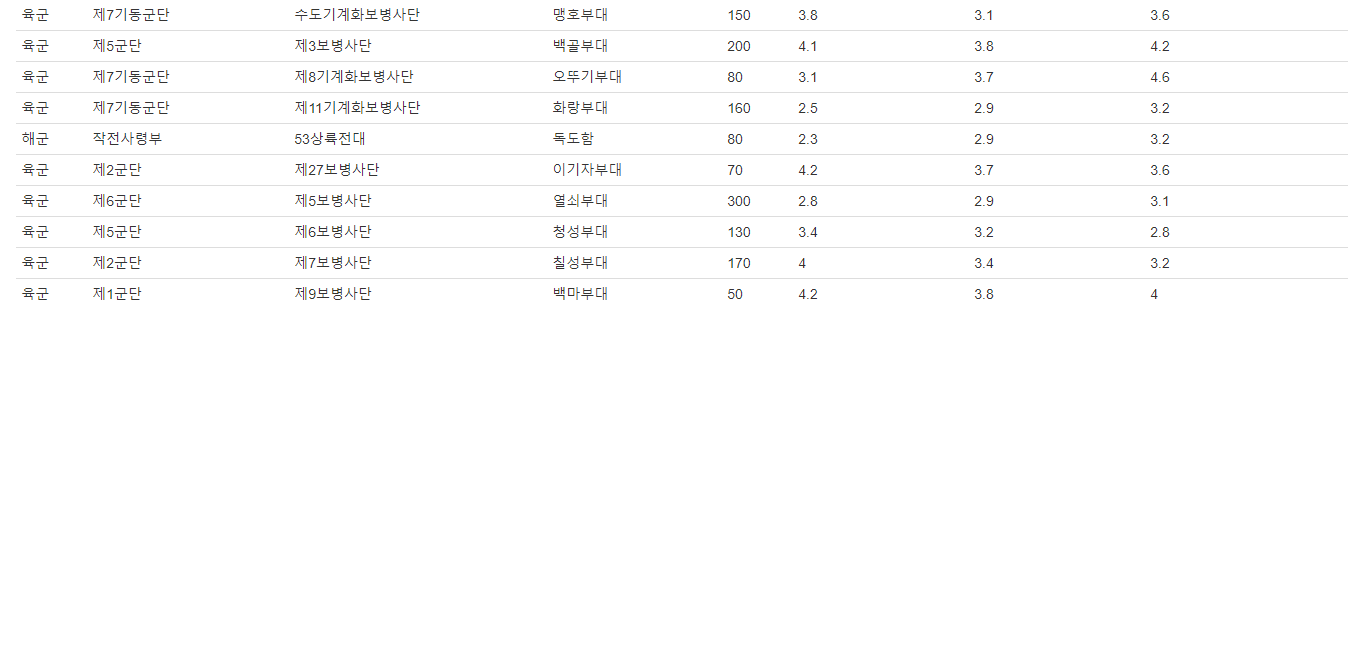 육군 제7기동군단 수도기계화보병사단 맹호부대 150 3.8 3.1 3.6
육군 제5군단 제3보병사단 백골부대 200 4.1 3.8 4.2
육군 제7기동군단 제8기계화보병사단 오뚜기부대 80 3.1 3.7 4.6
육군 제7기동군단 제11기계화보병사단 화랑부대 160 2.5 2.9 3.2
해군 작전사령부 53상륙전대 독도함 80 2.3 2.9 3.2
육군 제2군단 제27보병사단 이기자부대 70 4.2 3.7 3.6
육군 제6군단 제5보병사단 열쇠부대 300 2.8 2.9 3.1
육군 제5군단 제6보병사단 청성부대 130 3.4 3.2 2.8
육군 제2군단 제7보병사단 칠성부대 170 4 3.4 3.2
육군 제1군단 제9보병사단 백마부대 50 4.2 3.8 4